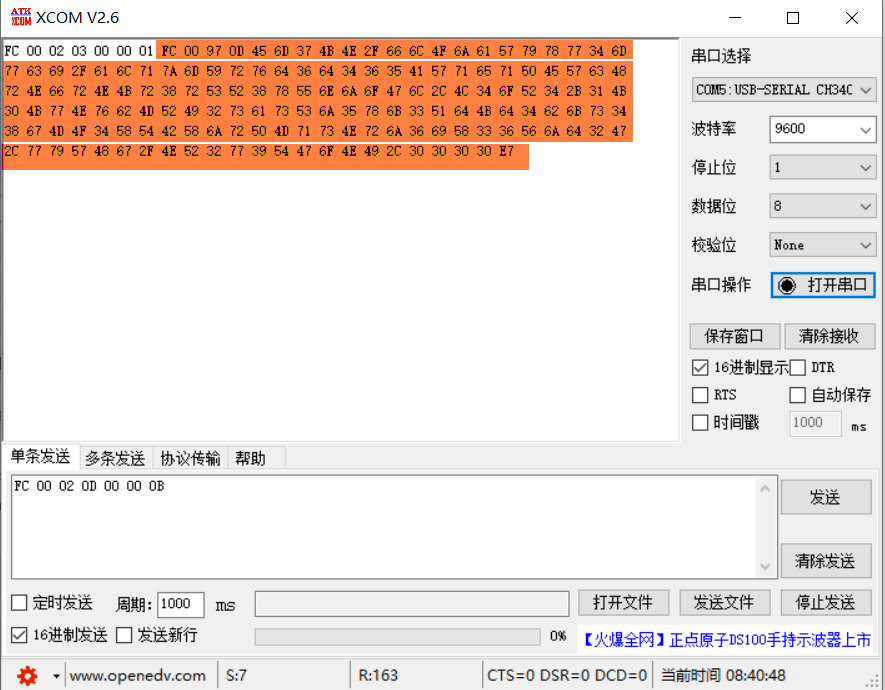 ATK XCOM XCOM V2.6
FC 00 02 03 00 00 01 FC 00 97 0D 45 6D 37 4B 4E 2F 66 6C 4F 6A 61 57 79 78 77 34 6D
77 63 69 2F 61 6C 71 7A 6D 59 72 76 64 36 64 34 36 35 41 57 71 65 71 50 45 57 63 48
72 4E 66 72 4E 4B 72 38 72 53 52 38 78 55 6E 6A 6F 47 6C 2C 4C 34 6F 52 34 2B 31 4B
30 4B 77 4E 76 62 4D 52 49 32 73 61 73 53 6A 35 78 6B 33 51 64 4B 64 34 62 6B 73 34
38 67 4D 4F 34 58 54 42 58 6A 72 50 4D 71 73 4E 72 6A 36 69 58 33 36 56 6A 64 32 47
2C 77 79 57 48 67 2F 4E 52 32 77 39 54 47 6F 4E 49 2C 30 30 30 30 E7
串口选择
COM5:USB-SERIAL CH340
波特率 9600
停止位 1
数据位 8
校验位 None
串口操作 打开串口
保存窗口 清除接收
16进制显示 DTR
RTS 自动保存
时间戳 1000 ms
单条发送 多条发送 协议传输 帮助
FC 00 02 0D 00 00 0B
发送
清除发送
定时发送 周期: 1000 ms 打开文件 发送文件 停止发送
16进制发送 发送新行 0% 【火爆全网】正点原子DS100手持示波器上市
www.openedv.com S:7 R:163 CTS=0 DSR=0 DCD=0 当前时间 08:40:48